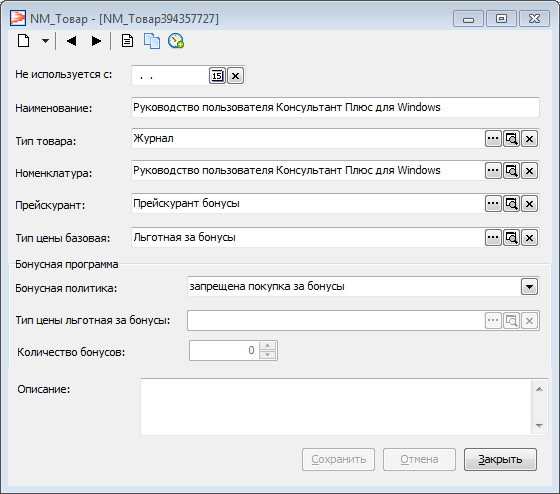 NM_Товар - [NM_Товар394357727]
Не используется с: . . 15
Наименование: Руководство пользователя Консультант Плюс для Windows
Тип товара: Журнал
Номенклатура: Руководство пользователя Консультант Плюс для Windows
Прейскурант: Прейскурант бонусы
Тип цены базовая: Льготная за бонусы
Бонусная программа
Бонусная политика: запрещена покупка за бонусы
Тип цены льготная за бонусы:
Количество бонусов: 0
Описание:
Сохранить Отмена Закрыть